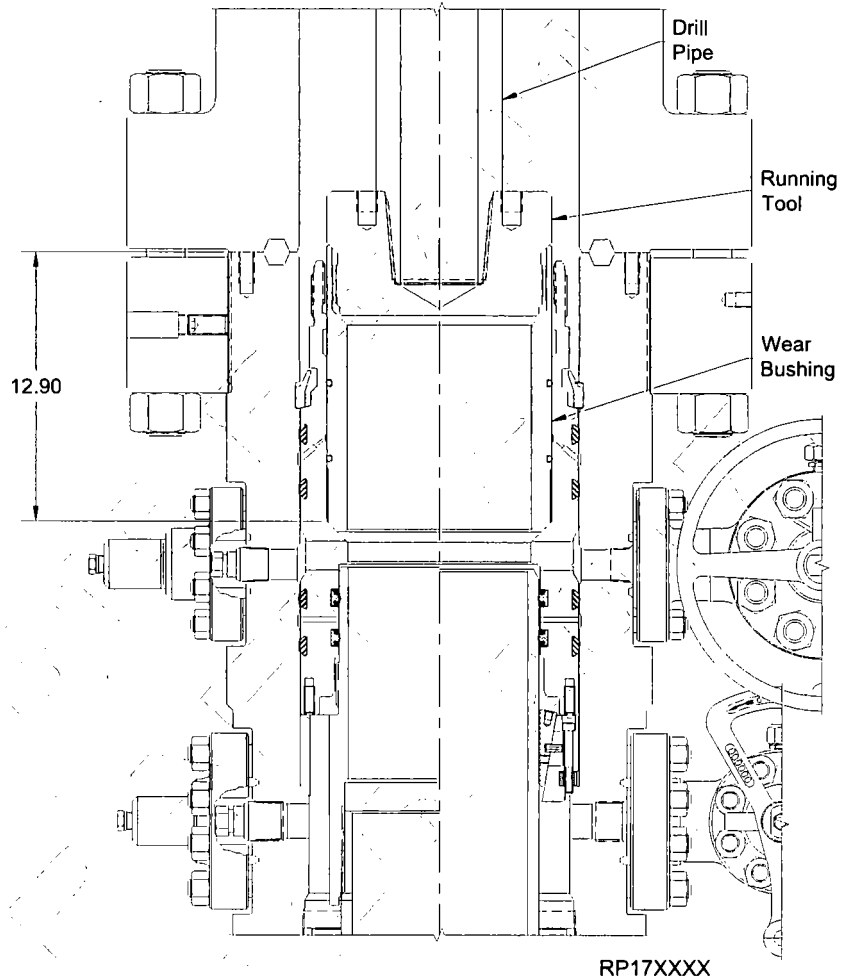 Drill
Pipe
Running
Tool
Wear
Bushing
12.90
RP17XXXX